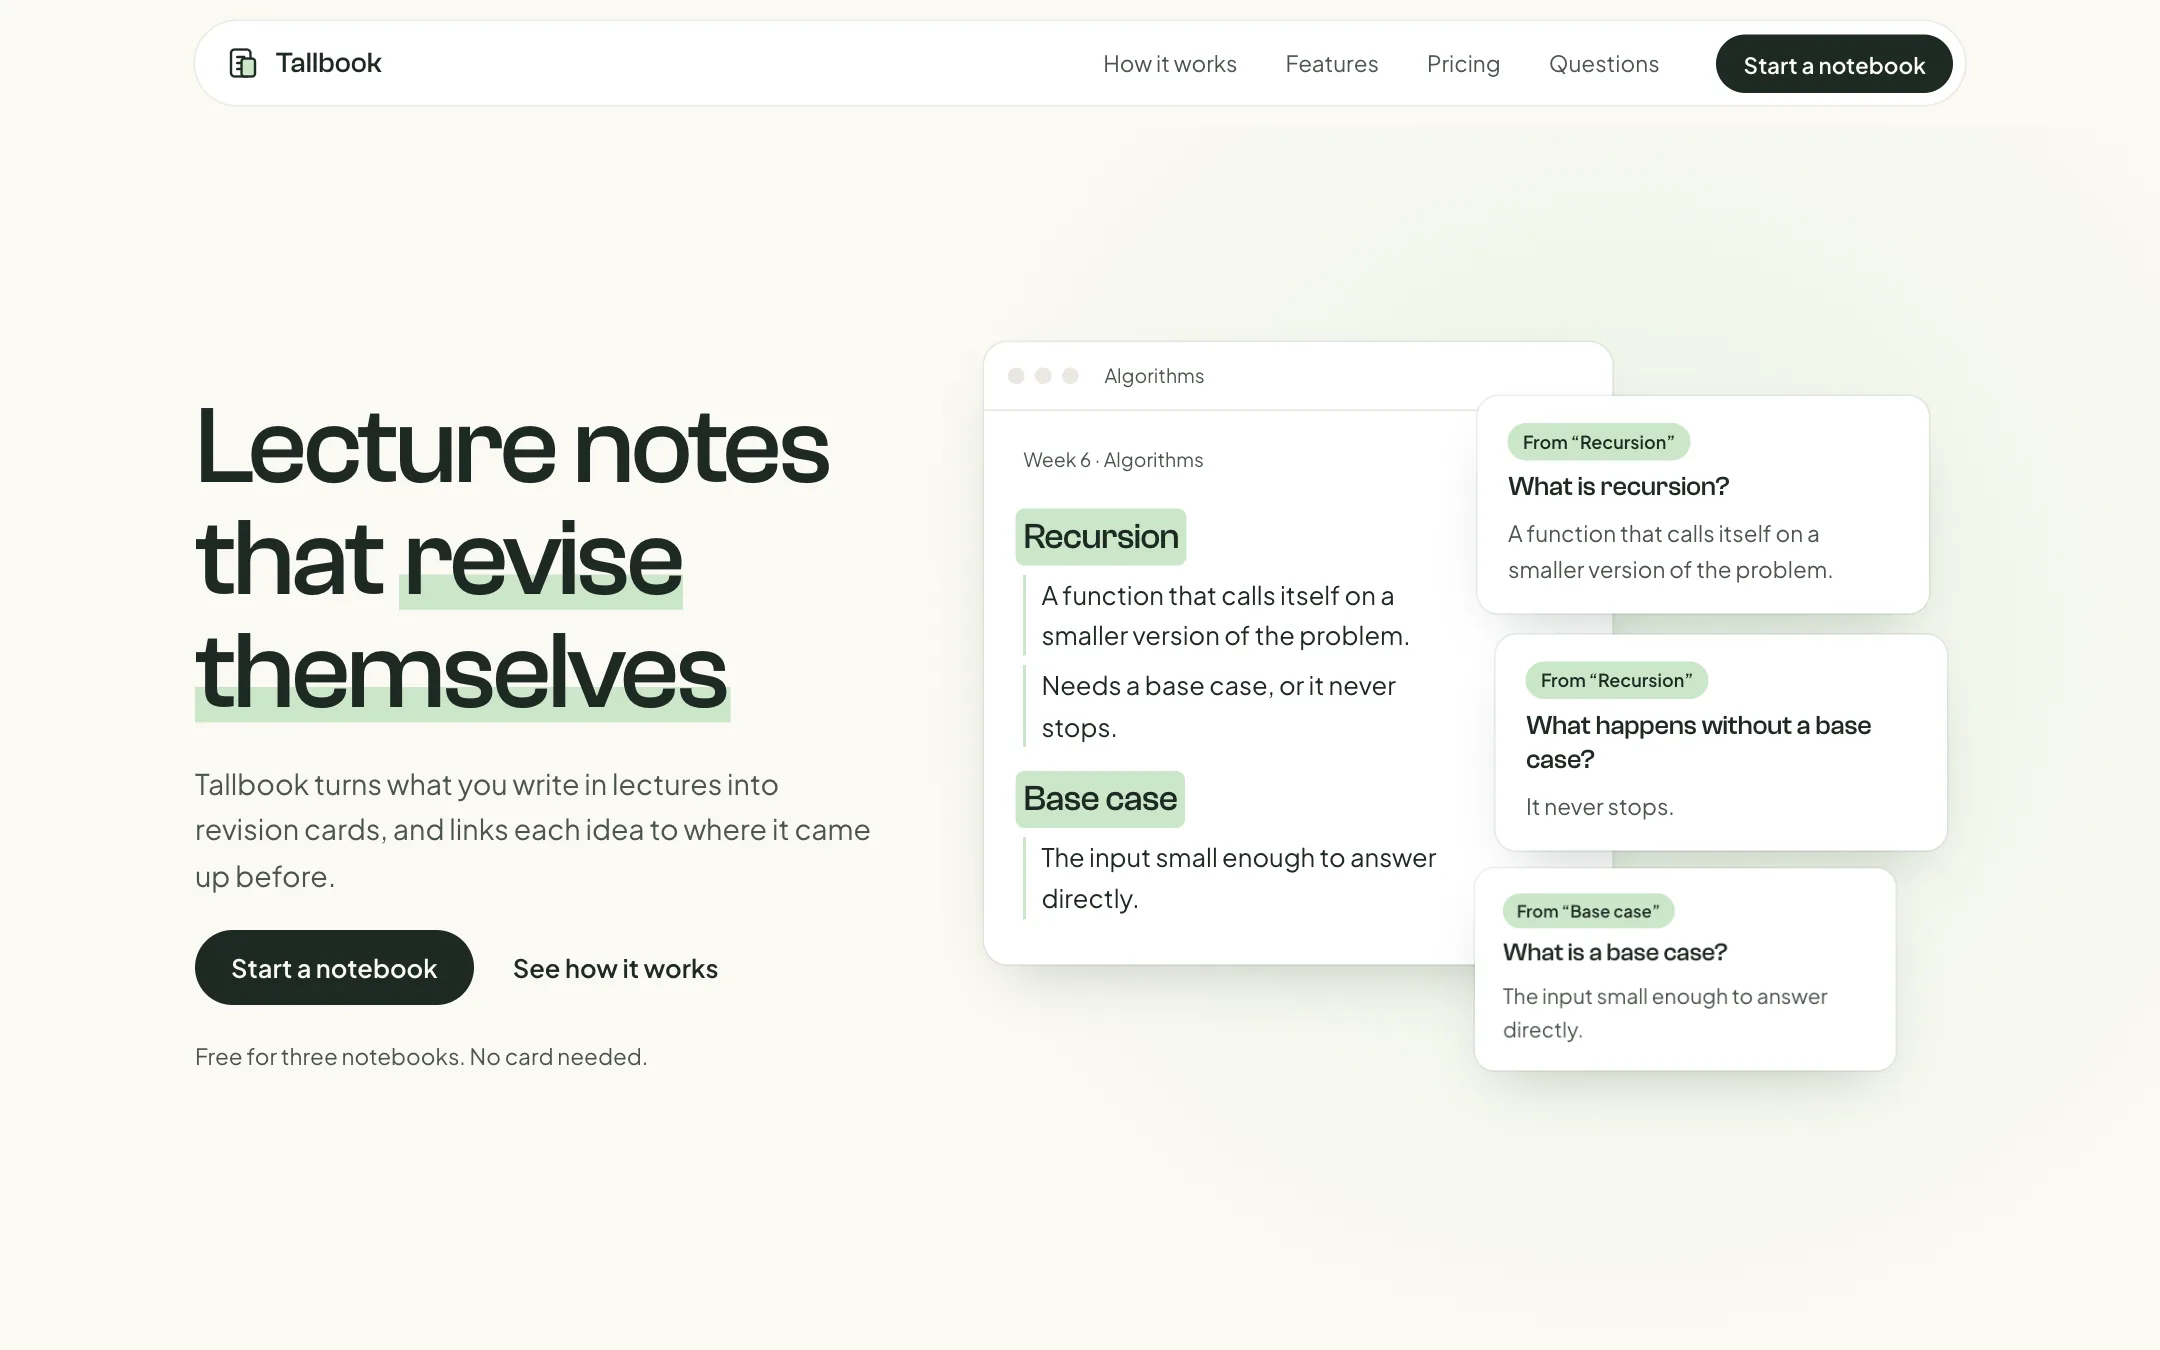 Tallbook
How it works
Features
Pricing
Questions
Start a notebook
Lecture notes
that revise
themselves
Tallbook turns what you write in lectures into
revision cards, and links each idea to where it came
up before.
Start a notebook
See how it works
Free for three notebooks. No card needed.
Algorithms
Week 6 · Algorithms
Recursion
A function that calls itself on a
smaller version of the problem.
Needs a base case, or it never
stops.
Base case
The input small enough to answer
directly.
From “Recursion”
What is recursion?
A function that calls itself on a
smaller version of the problem.
From “Recursion”
What happens without a base
case?
It never stops.
From “Base case”
What is a base case?
The input small enough to answer
directly.